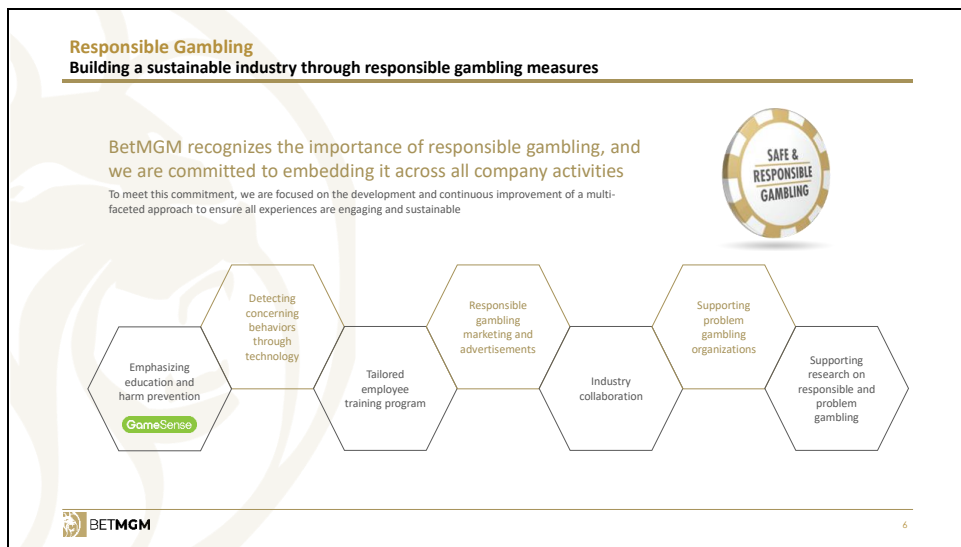 Responsible Gambling
Building a sustainable industry through responsible gambling measures
BetMGM recognizes the importance of responsible gambling, and
we are committed to embedding it across all company activities
To meet this commitment, we are focused on the development and continuous improvement of a multi-
faceted approach to ensure all experiences are engaging and sustainable
SAFE &
RESPONSIBLE
GAMBLING
Emphasizing
education and
harm prevention
GameSense
Detecting
concerning
behaviors
through
technology
Tailored
employee
training program
Responsible
gambling
marketing and
advertisements
Industry
collaboration
Supporting
problem
gambling
organizations
Supporting
research on
responsible and
problem
gambling
BETMGM
6